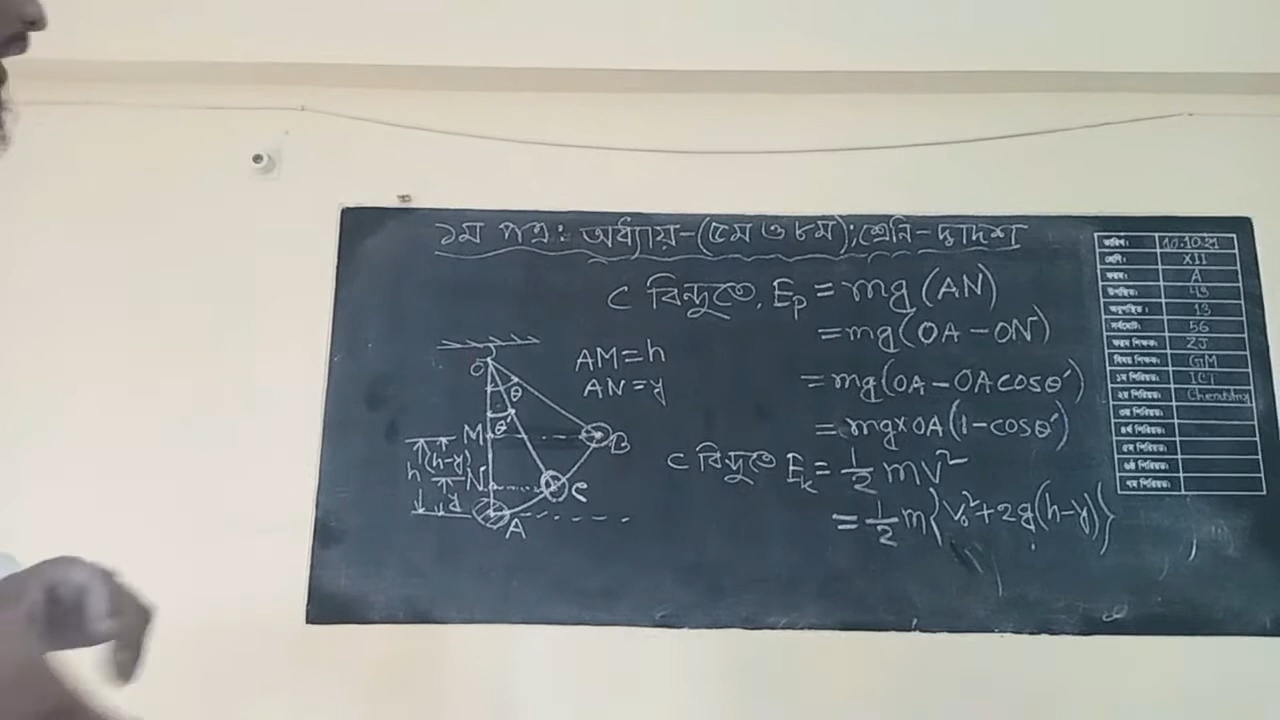 ১ম পত্র: অধ্যায়-(৫ম ও ৮ম); শ্রেনি-দ্বাদশ
C বিন্দুতে, Eₚ = mg (AN)
= mg (OA - ON)
= mg (OA - OA cosθ′)
= mg × OA (1 - cosθ′)
C বিন্দুতে Eₖ = 1/2 mv²
= 1/2 m{v₀² + 2g(h-y)}
AM = h
AN = y
O
θ
θ′
M
B
h
(h-y)
N
C
y
A
তারিখ: 10.10.21
শ্রেণি: XII
ফরম: A
উপস্থিত: 43
অনুপস্থিত: 13
সর্বমোট: 56
ফরম শিক্ষক: ZJ
বিষয় শিক্ষক: GM
১ম পিরিয়ড: ICT
২য় পিরিয়ড: Chemistry
৩য় পিরিয়ড:
৪র্থ পিরিয়ড:
৫ম পিরিয়ড:
৬ষ্ঠ পিরিয়ড:
৭ম পিরিয়ড: